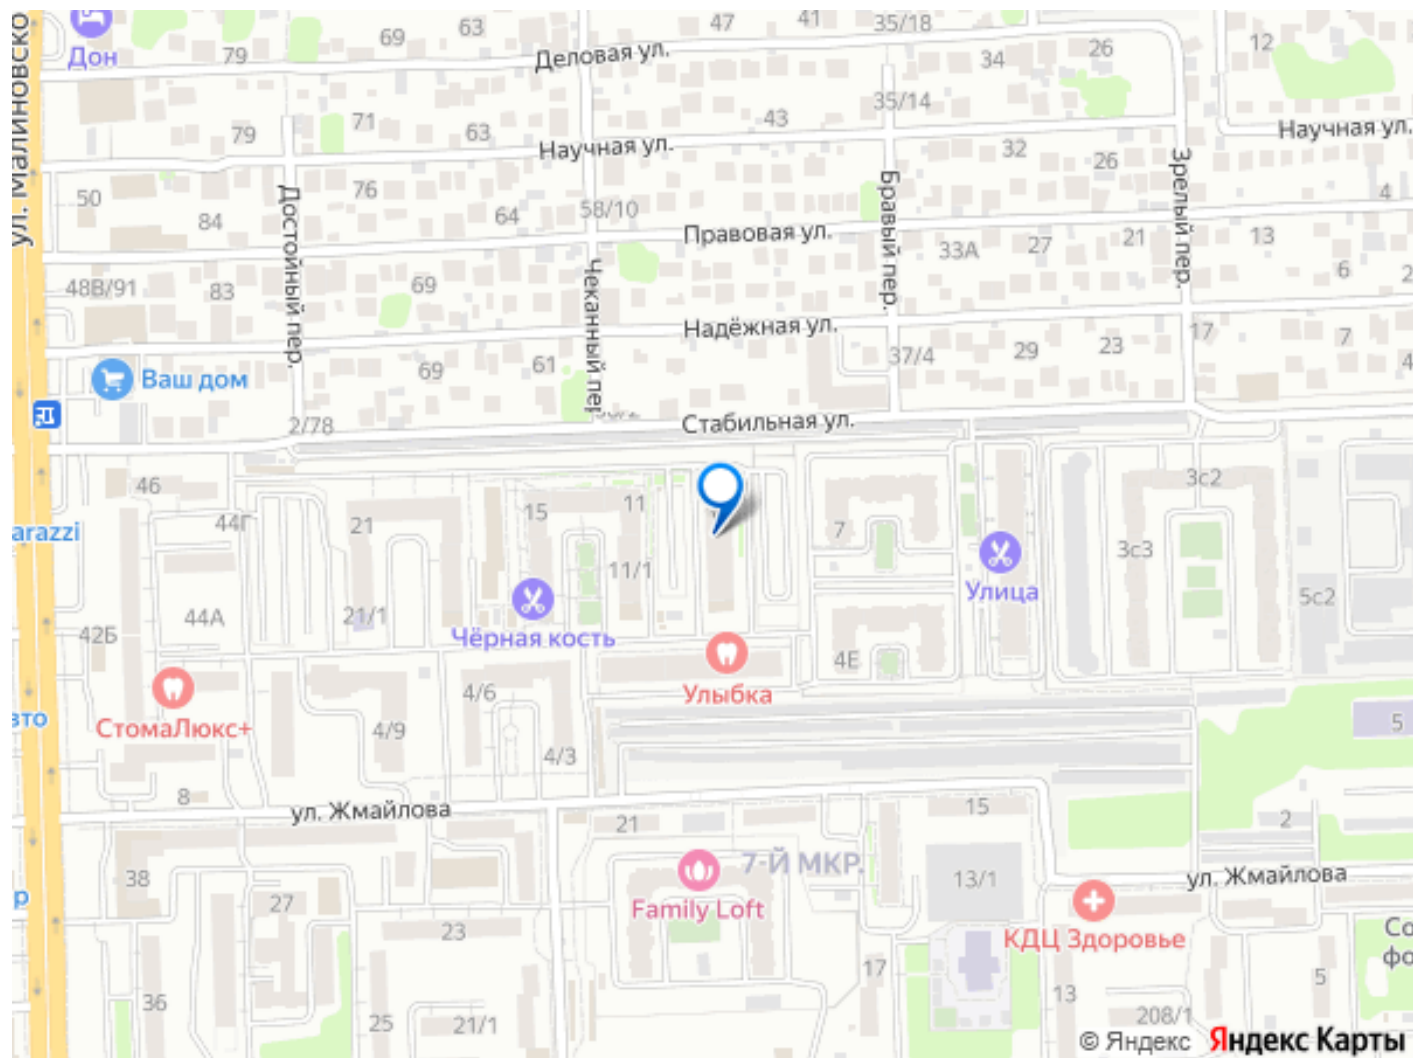 ул. Малиновско
Дон
79
69
63
47
41
35/18
Деловая ул.
34
26
12
79
71
63
43
35/14
Научная ул.
32
26
Научная ул.
50
84
76
64
58/10
Достойный пер.
Правовая ул.
Бравый пер.
33А
27
21
Зрелый пер.
13
4
6
48В/91
83
69
Чеканный пер
Надёжная ул.
37/4
29
23
17
7
69
61
Ваш дом
2/78
Стабильная ул.
46
44Г
21
15
11
7
3с2
3с3
arazzi
11/1
Улица
5с2
44А
21/1
Чёрная кость
42Б
4Е
4/6
Улыбка
СтомаЛюкс+
4/9
4/3
5
8
ул. Жмайлова
21
15
2
7-Й МКР.
38
27
Family Loft
13/1
ул. Жмайлова
23
КДЦ Здоровье
17
36
25
21/1
13
208/1
5
© Яндекс Яндекс Карты